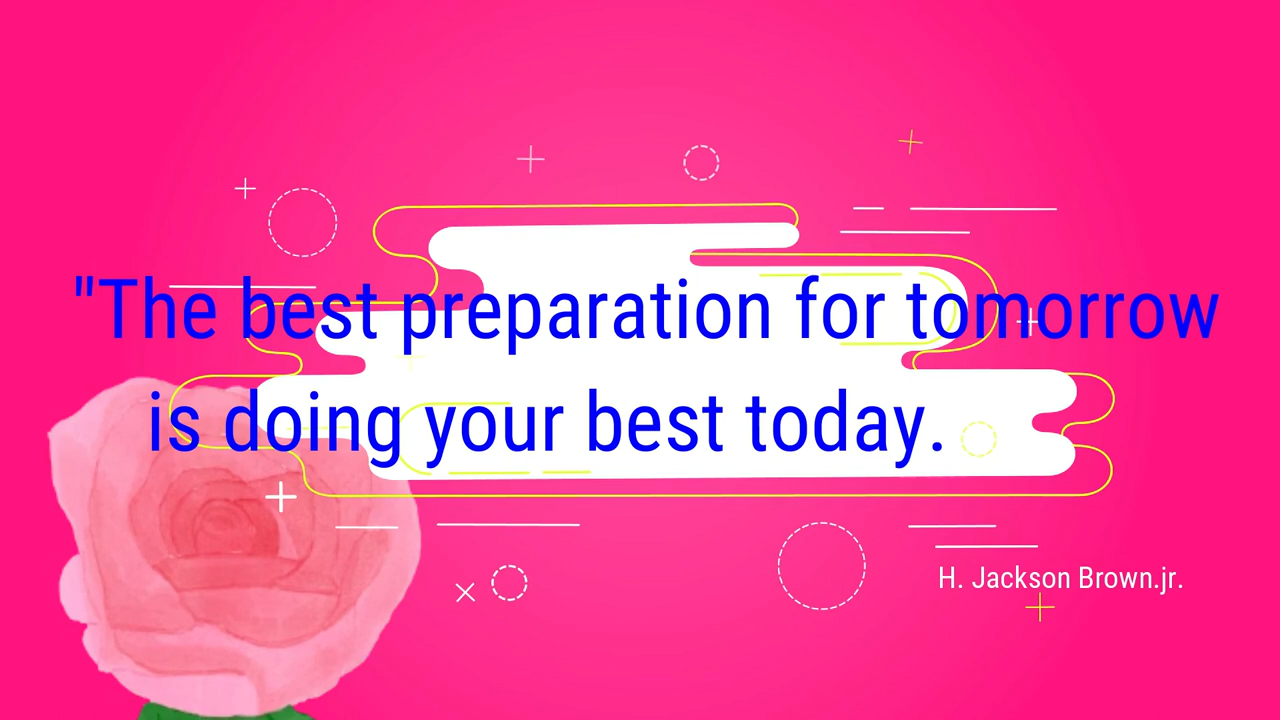 "The best preparation for tomorrow
is doing your best today.
H. Jackson Brown.jr.